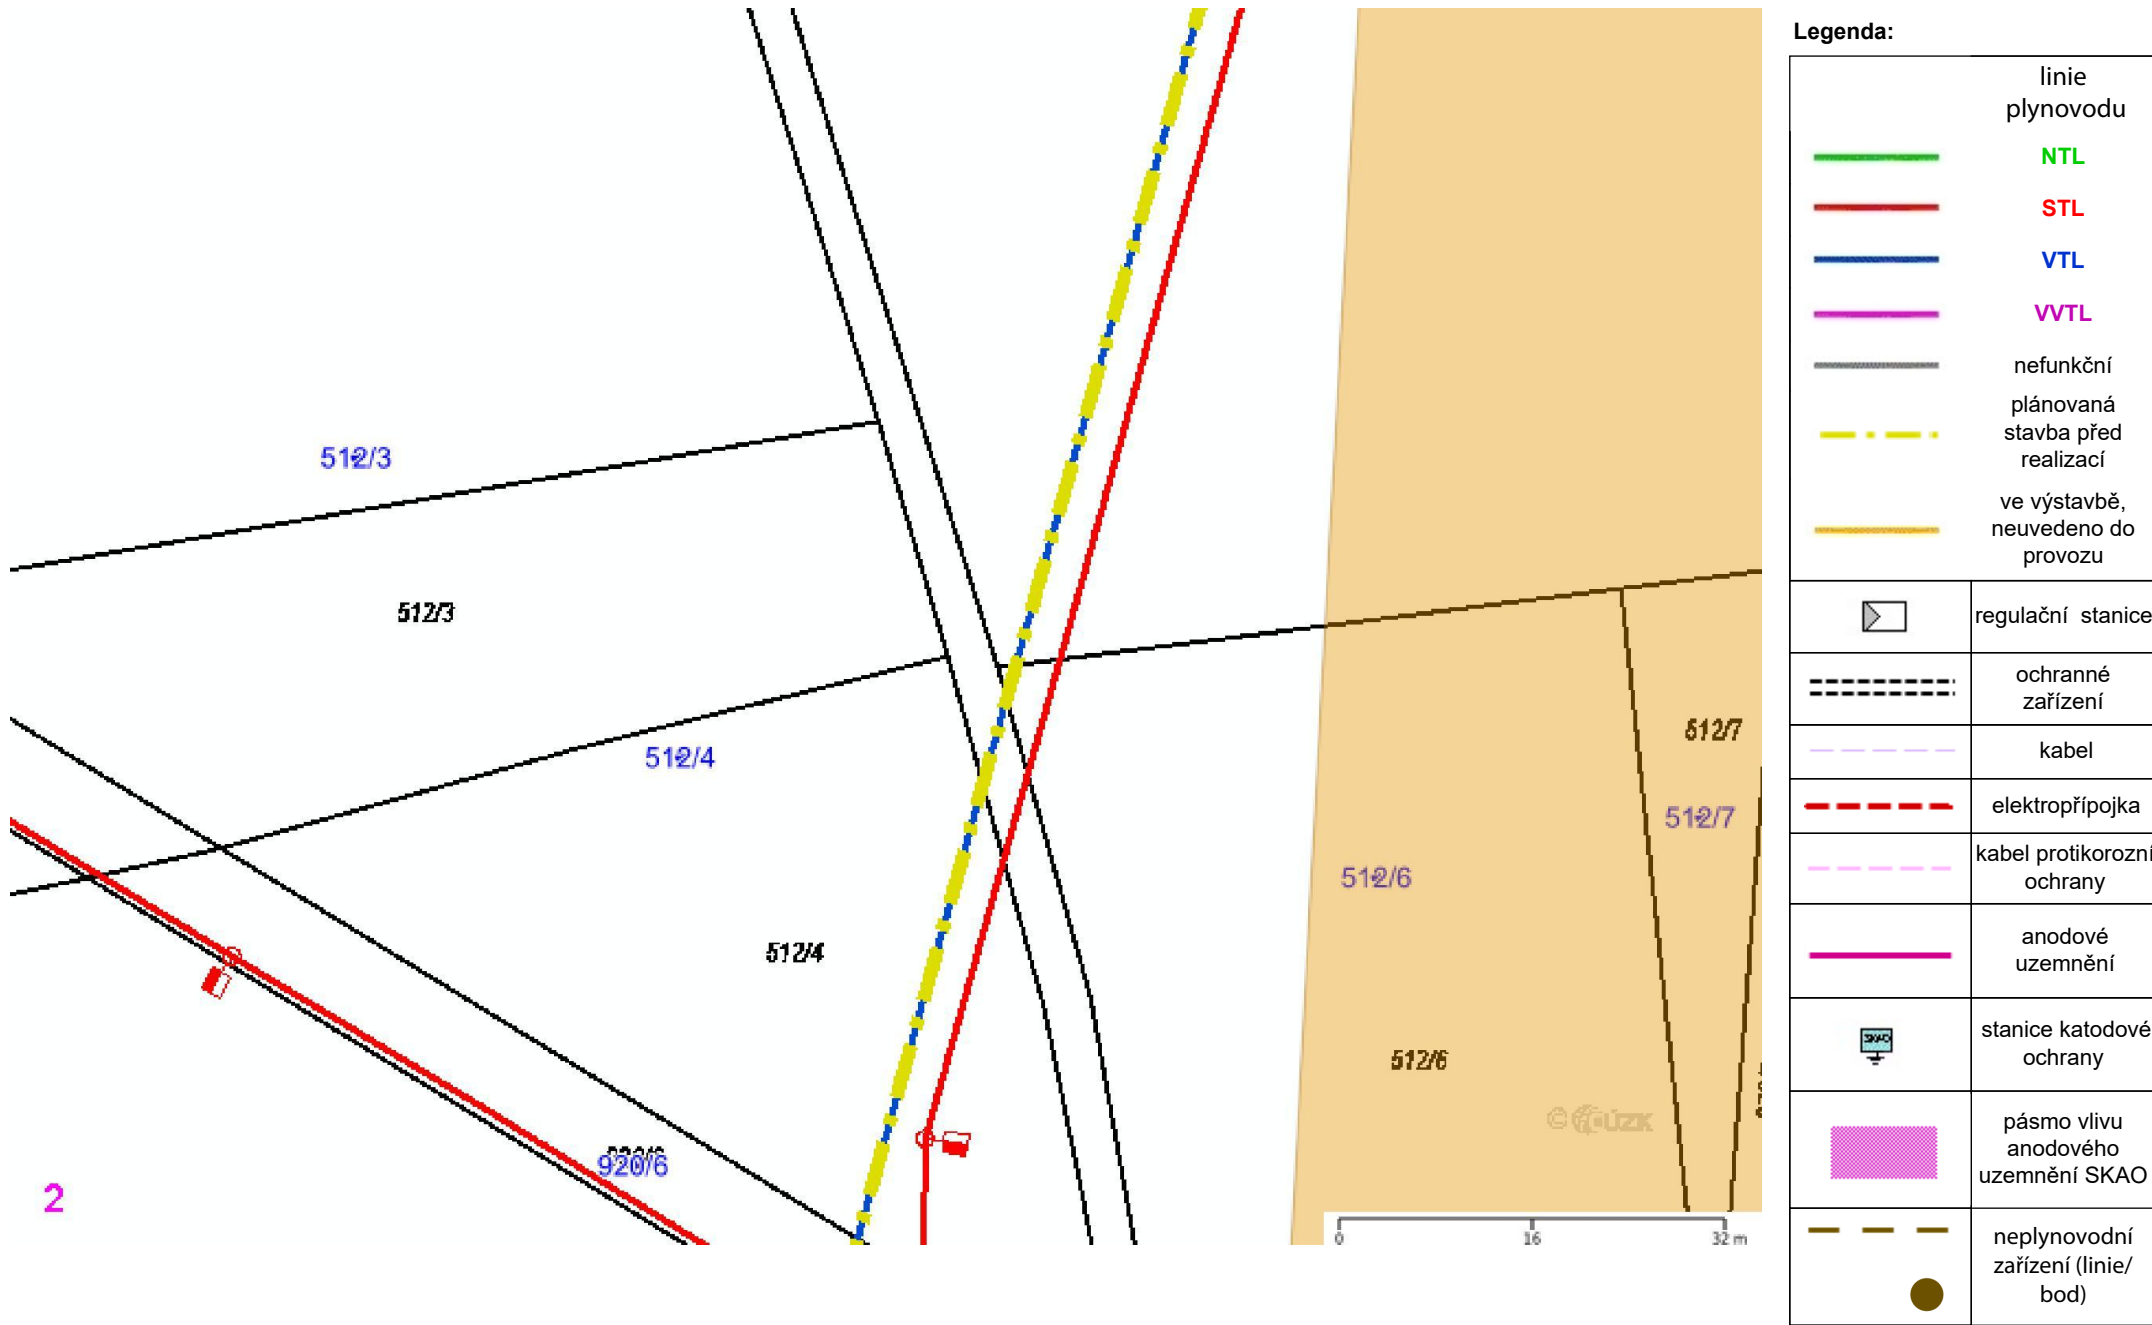 Legenda:
linie
plynovodu
NTL
STL
VTL
VVTL
nefunkční
plánovaná
stavba před
realizací
ve výstavbě,
neuvedeno do
provozu
regulační stanice
ochranné
zařízení
kabel
elektropřípojka
kabel protikorozní
ochrany
anodové
uzemnění
SKAO
stanice katodové
ochrany
pásmo vlivu
anodového
uzemnění SKAO
neplynovodní
zařízení (linie/
bod)
512/3
512/3
512/4
512/7
512/7
512/6
512/4
512/6
© ČÚZK
920/6
2
0 16 32 m